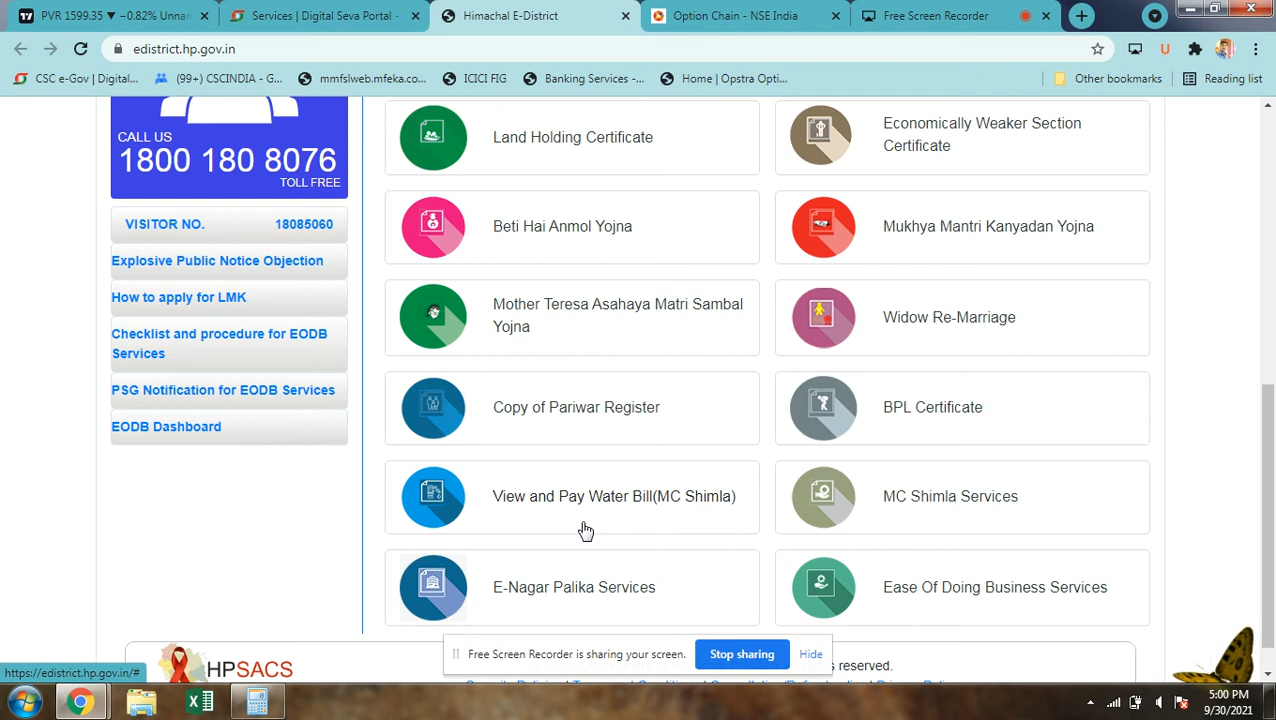 PVR 1599.35 ▼ −0.82% Unnar
Services | Digital Seva Portal -
Himachal E-District
Option Chain - NSE India
Free Screen Recorder
edistrict.hp.gov.in
CSC e-Gov | Digital...
(99+) CSCINDIA - G...
mmfslweb.mfeka.co...
ICICI FIG
Banking Services -...
Home | Opstra Opti...
Other bookmarks
Reading list
CALL US
1800 180 8076
TOLL FREE
VISITOR NO. 18085060
Explosive Public Notice Objection
How to apply for LMK
Checklist and procedure for EODB
Services
PSG Notification for EODB Services
EODB Dashboard
Land Holding Certificate
Economically Weaker Section
Certificate
Beti Hai Anmol Yojna
Mukhya Mantri Kanyadan Yojna
Mother Teresa Asahaya Matri Sambal
Yojna
Widow Re-Marriage
Copy of Pariwar Register
BPL Certificate
View and Pay Water Bill(MC Shimla)
MC Shimla Services
E-Nagar Palika Services
Ease Of Doing Business Services
HPSACS
Free Screen Recorder is sharing your screen.
Stop sharing
Hide
s reserved.
https://edistrict.hp.gov.in/#
5:00 PM
9/30/2021